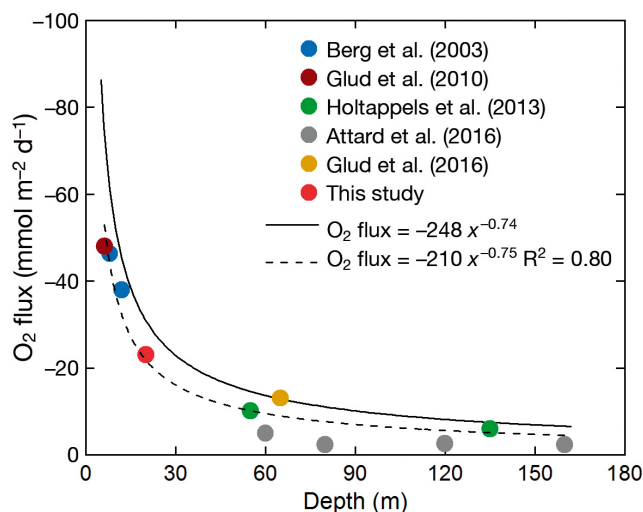 –100
–80
–60
–40
–20
0
O₂ flux (mmol m⁻² d⁻¹)
Berg et al. (2003)
Glud et al. (2010)
Holtappels et al. (2013)
Attard et al. (2016)
Glud et al. (2016)
This study
O₂ flux = –248 x⁻⁰·⁷⁴
O₂ flux = –210 x⁻⁰·⁷⁵ R² = 0.80
0 30 60 90 120 150 180
Depth (m)